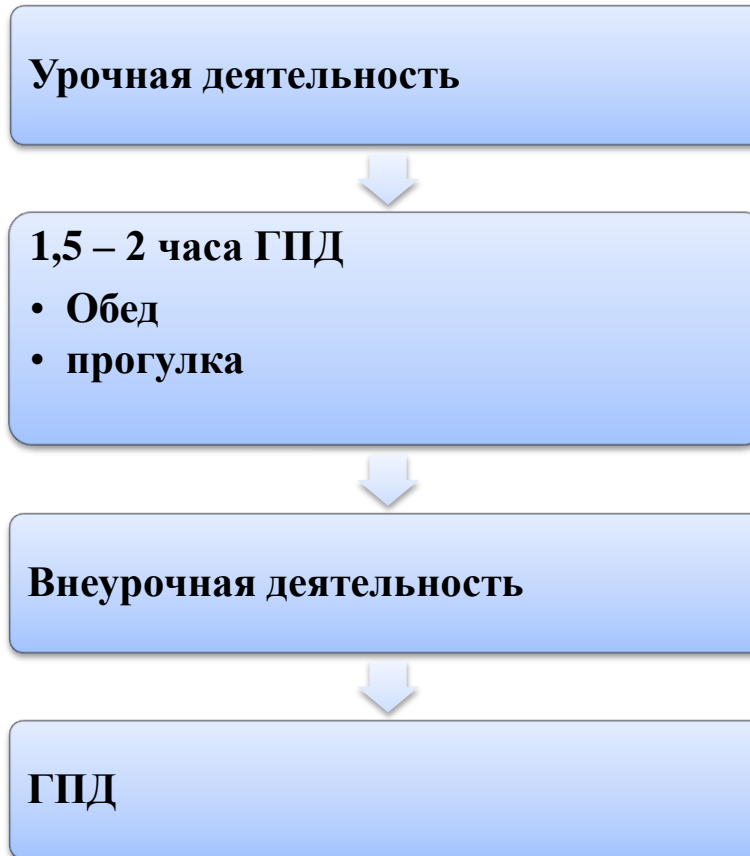 Урочная деятельность
1,5 – 2 часа ГПД
• Обед
• прогулка
Внеурочная деятельность
ГПД